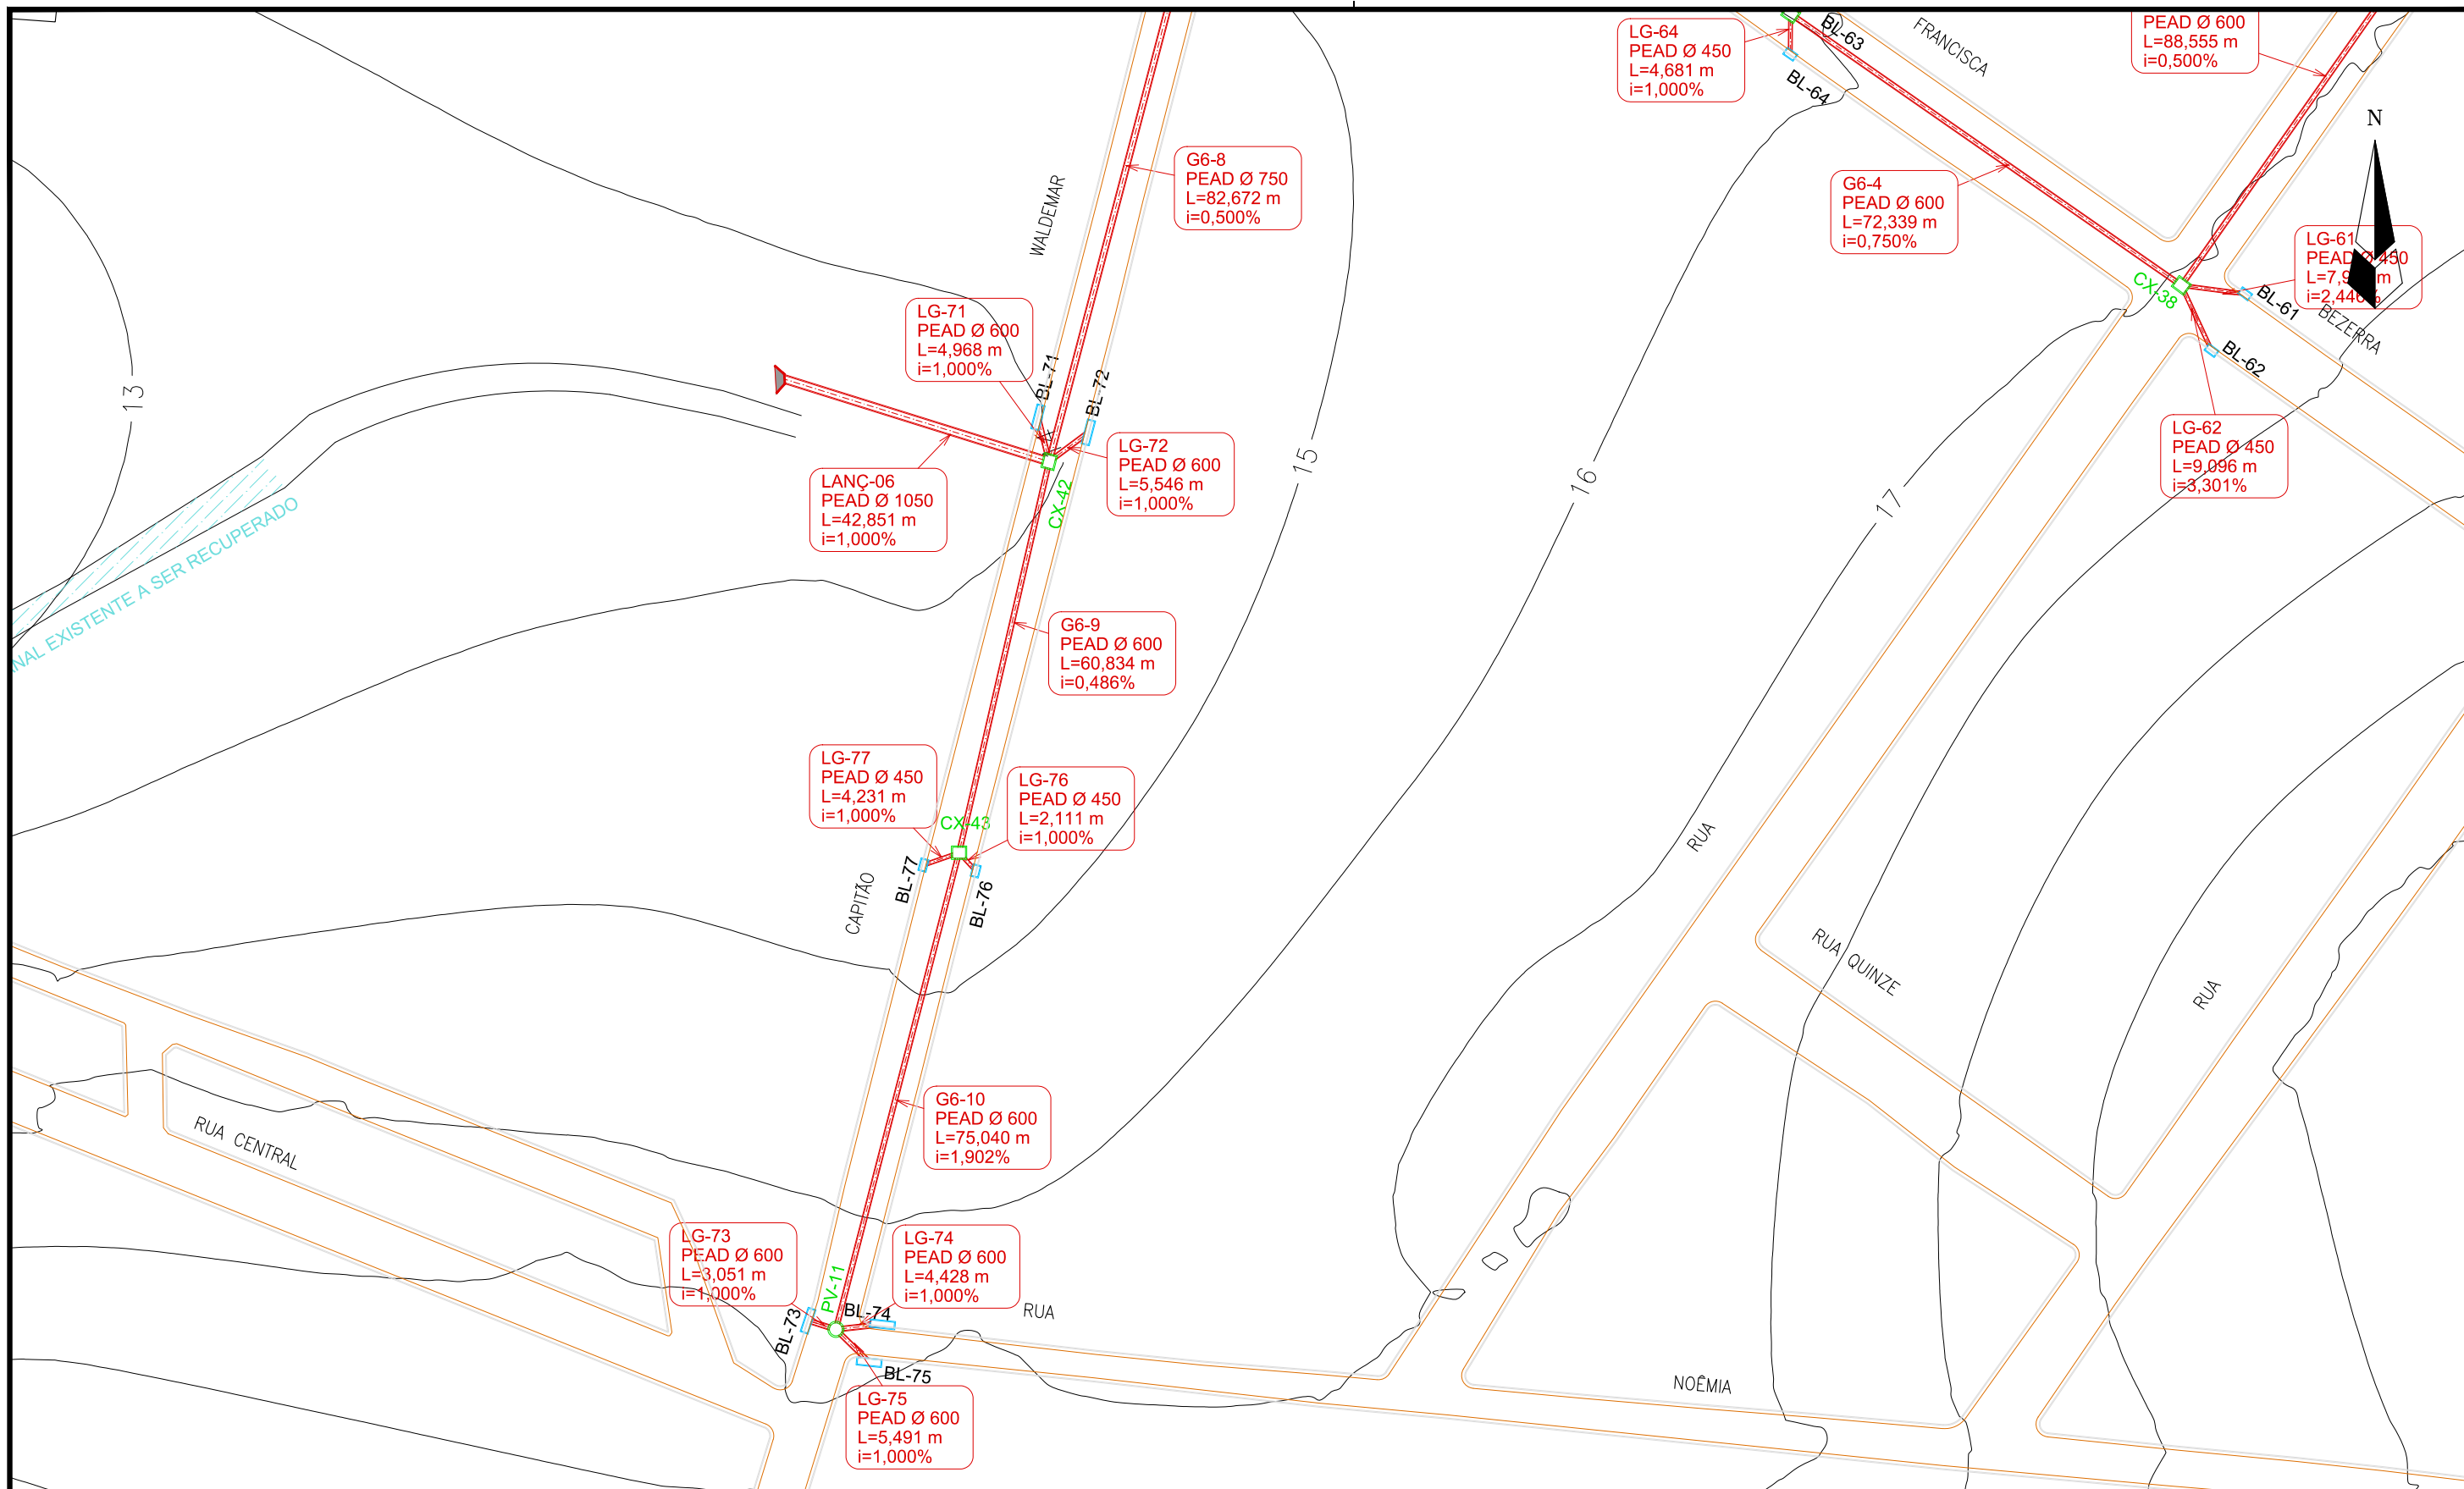 LG-64
PEAD Ø 450
L=4,681 m
i=1,000%
BL-63
BL-64
FRANCISCA
PEAD Ø 600
L=88,555 m
i=0,500%
N
G6-8
PEAD Ø 750
L=82,672 m
i=0,500%
WALDEMAR
G6-4
PEAD Ø 600
L=72,339 m
i=0,750%
LG-61
PEAD Ø 450
CX-38
BL-61
BEZERRA
BL-62
LG-62
PEAD Ø 450
L=9,096 m
i=3,301%
LG-71
PEAD Ø 600
L=4,968 m
i=1,000%
BL-71
BL-72
13
LG-72
PEAD Ø 600
L=5,546 m
i=1,000%
CX-42
LANÇ-06
PEAD Ø 1050
L=42,851 m
i=1,000%
15
16
17
EXISTENTE A SER RECUPERADO
G6-9
PEAD Ø 600
L=60,834 m
i=0,486%
LG-77
PEAD Ø 450
L=4,231 m
i=1,000%
CX-43
LG-76
PEAD Ø 450
L=2,111 m
i=1,000%
BL-77
BL-76
CAPITÃO
RUA
RUA QUINZE
RUA
G6-10
PEAD Ø 600
L=75,040 m
i=1,902%
RUA CENTRAL
LG-73
PEAD Ø 600
L=3,051 m
i=1,000%
PV-11
LG-74
PEAD Ø 600
L=4,428 m
i=1,000%
BL-73
BL-74
RUA
BL-75
NOÊMIA
LG-75
PEAD Ø 600
L=5,491 m
i=1,000%